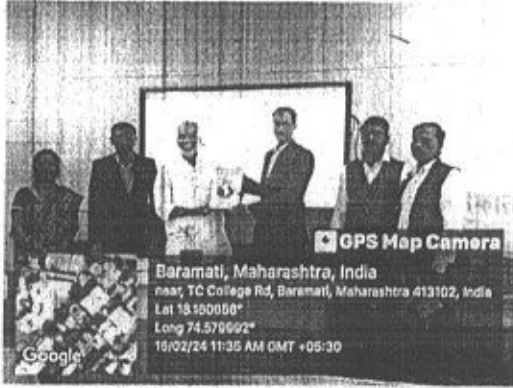 GPS Map Camera
Baramati, Maharashtra, India
near, TC College Rd, Baramati, Maharashtra 413102, India
Lat 18.150656°
Long 74.579992°
16/02/24 11:35 AM GMT +05:30
Google